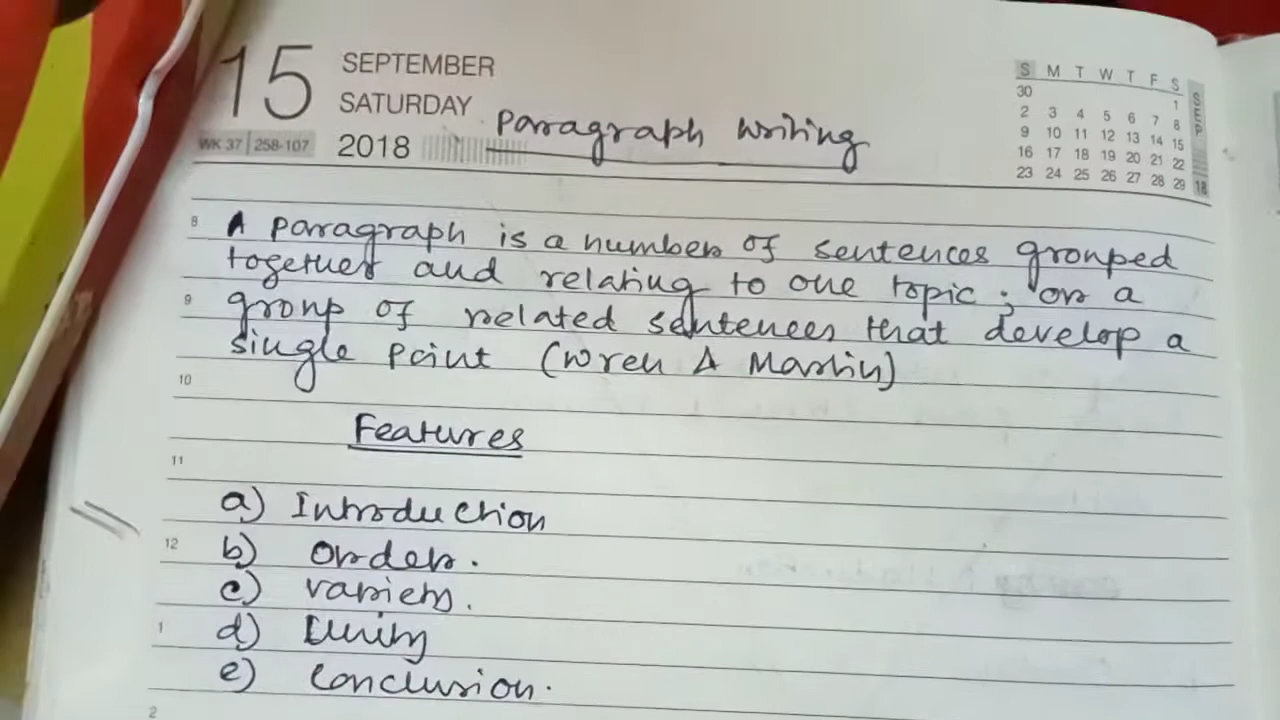 15 SEPTEMBER
SATURDAY
WK 37 | 258-107 2018
Paragraph Writing
S M T W T F S
30 1
2 3 4 5 6 7 8
9 10 11 12 13 14 15
16 17 18 19 20 21 22
23 24 25 26 27 28 29
SEP 18
8 A paragraph is a number of sentences grouped
together and relating to one topic; or a
9 group of related sentences that develop a
single point (Wren & Martin)
10
Features
11
a) Introduction
12 b) Order.
c) variety.
1 d) Unity
e) Conclusion.
2